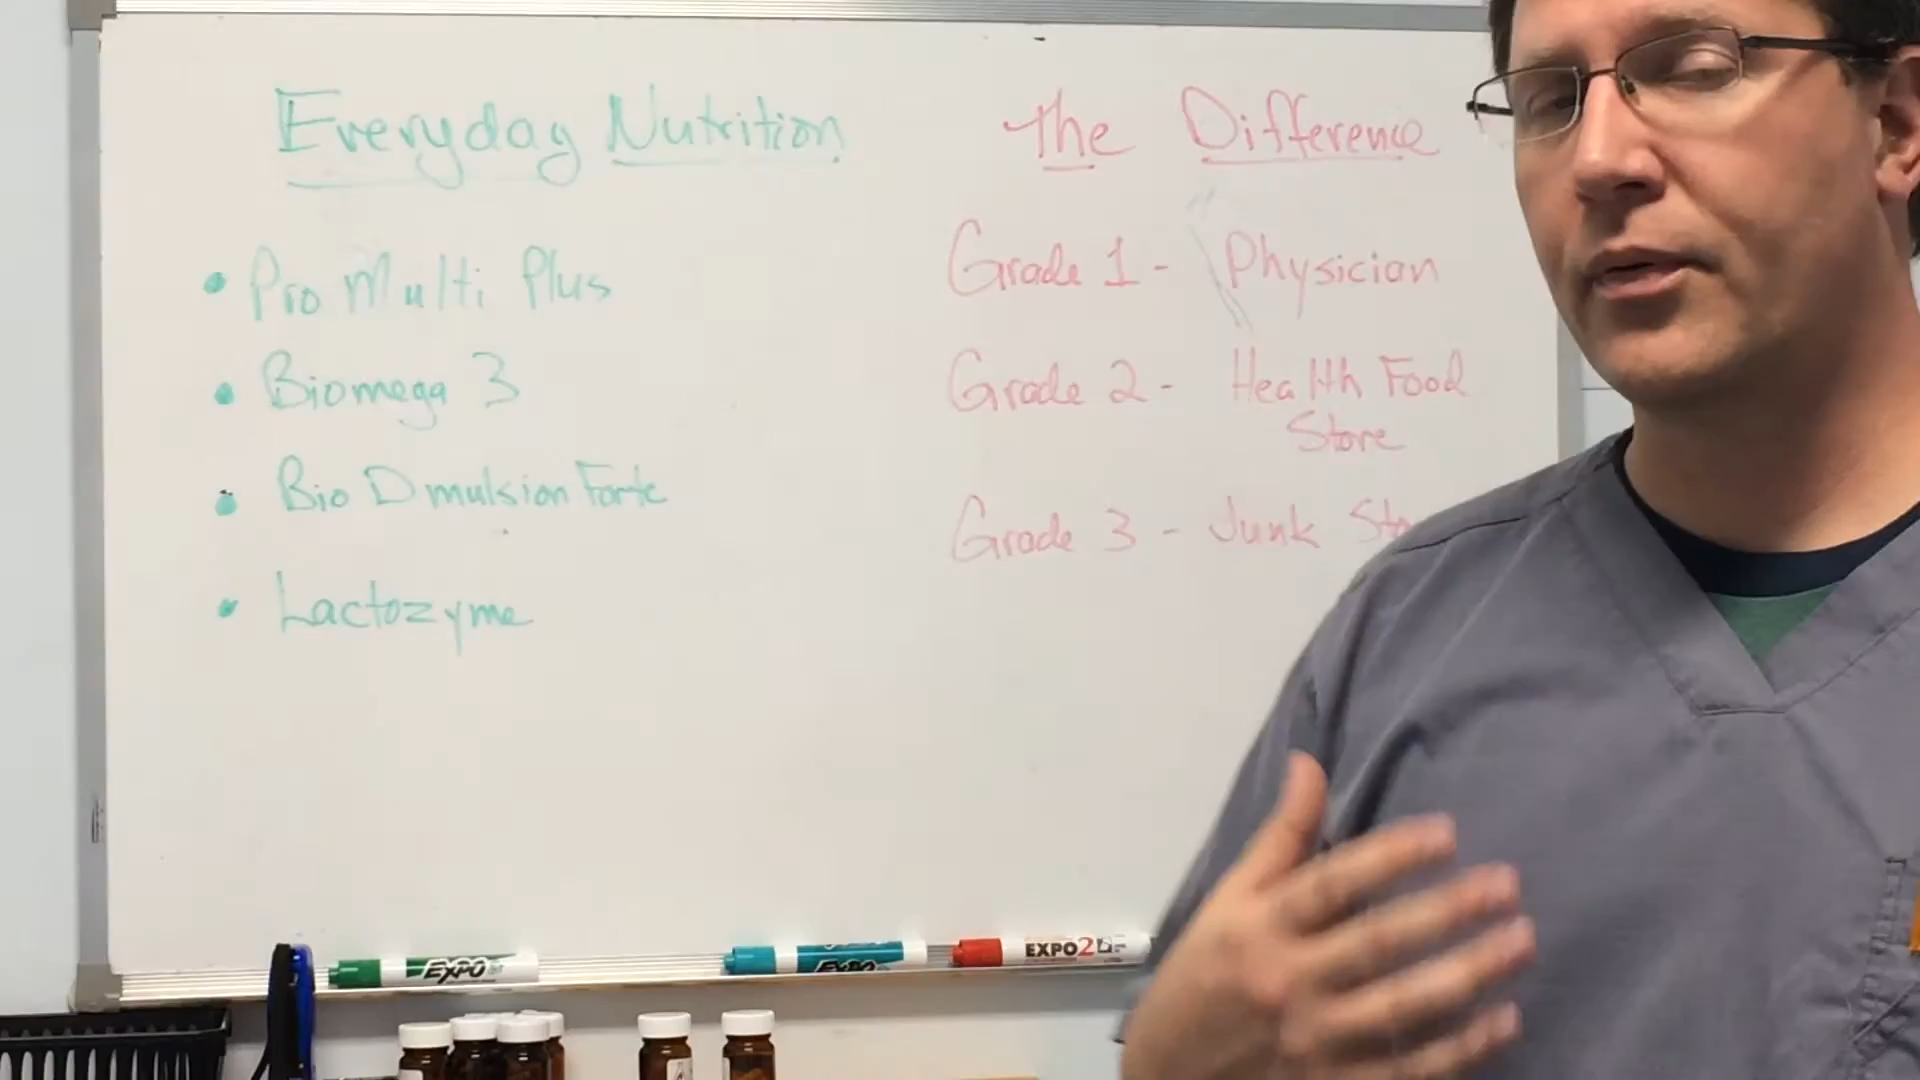 Everyday Nutrition
• Pro Multi Plus
• Biomega 3
• Bio D mulsion Forte
• Lactozyme
The Difference
Grade 1 - Physician
Grade 2 - Health Food
Store
Grade 3 - Junk
EXPO
EXPO
EXPO2